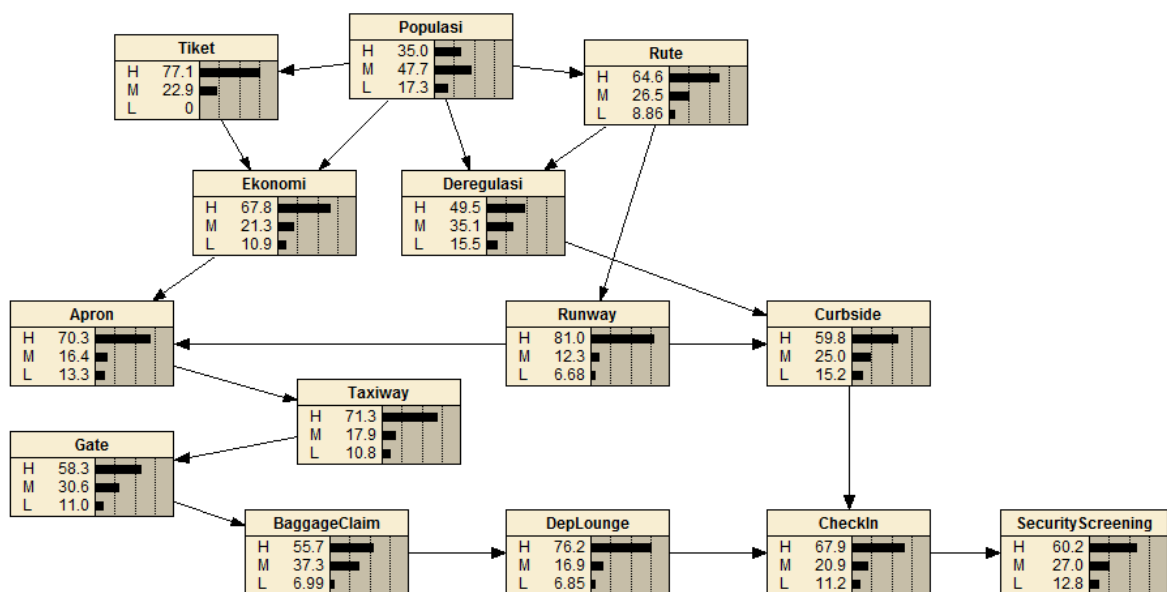 Populasi
H 35.0
M 47.7
L 17.3
Tiket
H 77.1
M 22.9
L 0
Rute
H 64.6
M 26.5
L 8.86
Ekonomi
H 67.8
M 21.3
L 10.9
Deregulasi
H 49.5
M 35.1
L 15.5
Apron
H 70.3
M 16.4
L 13.3
Runway
H 81.0
M 12.3
L 6.68
Curbside
H 59.8
M 25.0
L 15.2
Taxiway
H 71.3
M 17.9
L 10.8
Gate
H 58.3
M 30.6
L 11.0
BaggageClaim
H 55.7
M 37.3
L 6.99
DepLounge
H 76.2
M 16.9
L 6.85
CheckIn
H 67.9
M 20.9
L 11.2
SecurityScreening
H 60.2
M 27.0
L 12.8